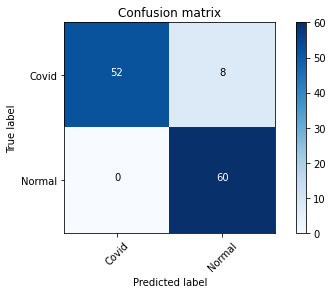 Confusion matrix
True label
Covid
Normal
52
8
0
60
Covid
Normal
Predicted label
60
50
40
30
20
10
0